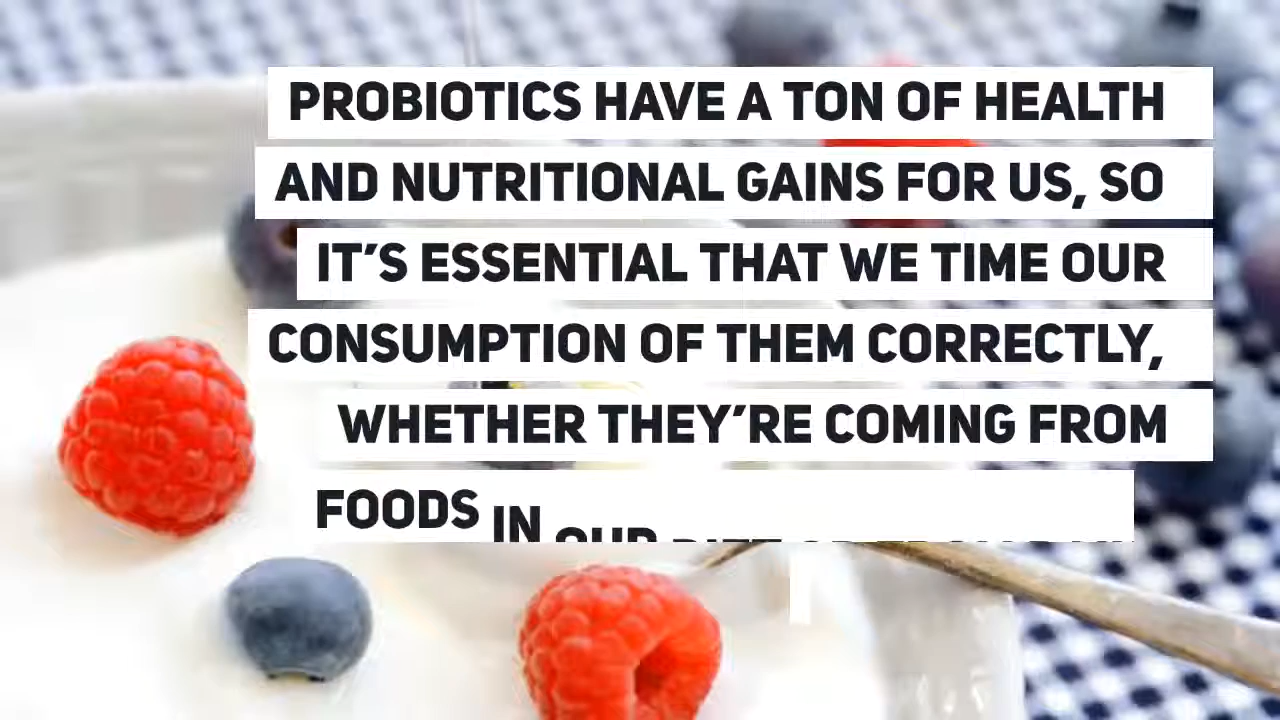 PROBIOTICS HAVE A TON OF HEALTH
AND NUTRITIONAL GAINS FOR US, SO
IT’S ESSENTIAL THAT WE TIME OUR
CONSUMPTION OF THEM CORRECTLY,
WHETHER THEY’RE COMING FROM
FOODS IN OUR